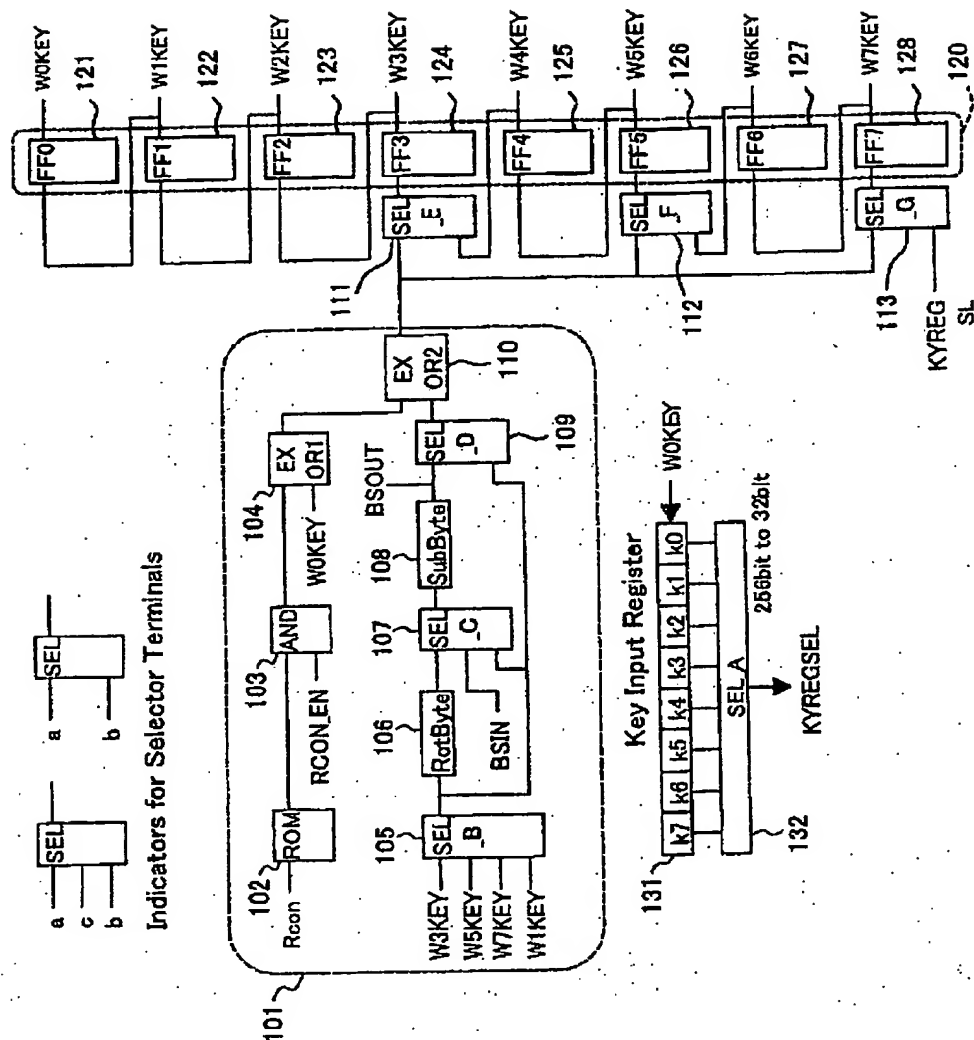 a
c
b
SEL
a
b
SEL
Indicators for Selector Terminals
101
Rcon
102
ROM
103
AND
RCON_EN
104
EX
OR1
W0KEY
W3KEY
W5KEY
W7KEY
W1KEY
105
SEL
_B
106
RotByte
BSIN
107
SEL
_C
108
SubByte
BSOUT
SEL
_D
109
EX
OR2
110
111
SEL
_E
112
SEL
_F
113
SEL
_G
KYREG
SL
FF0
W0KEY
121
FF1
W1KEY
122
FF2
W2KEY
123
FF3
W3KEY
124
FF4
W4KEY
125
FF5
W5KEY
126
FF6
W6KEY
127
FF7
W7KEY
128
120
Key Input Register
131
k7 k6 k5 k4 k3 k2 k1 k0
W0KEY
SEL_A
132
256bit to 32bit
KYREGSEL